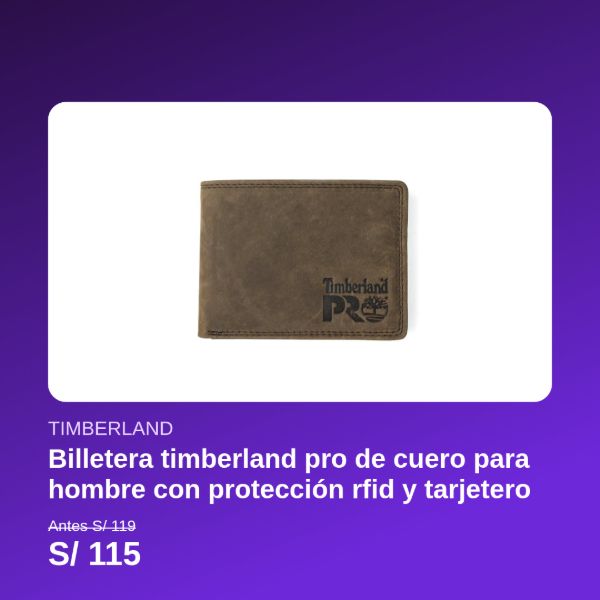 Timberland
PRO
TIMBERLAND
Billetera timberland pro de cuero para
hombre con protección rfid y tarjetero
Antes S/ 119
S/ 115